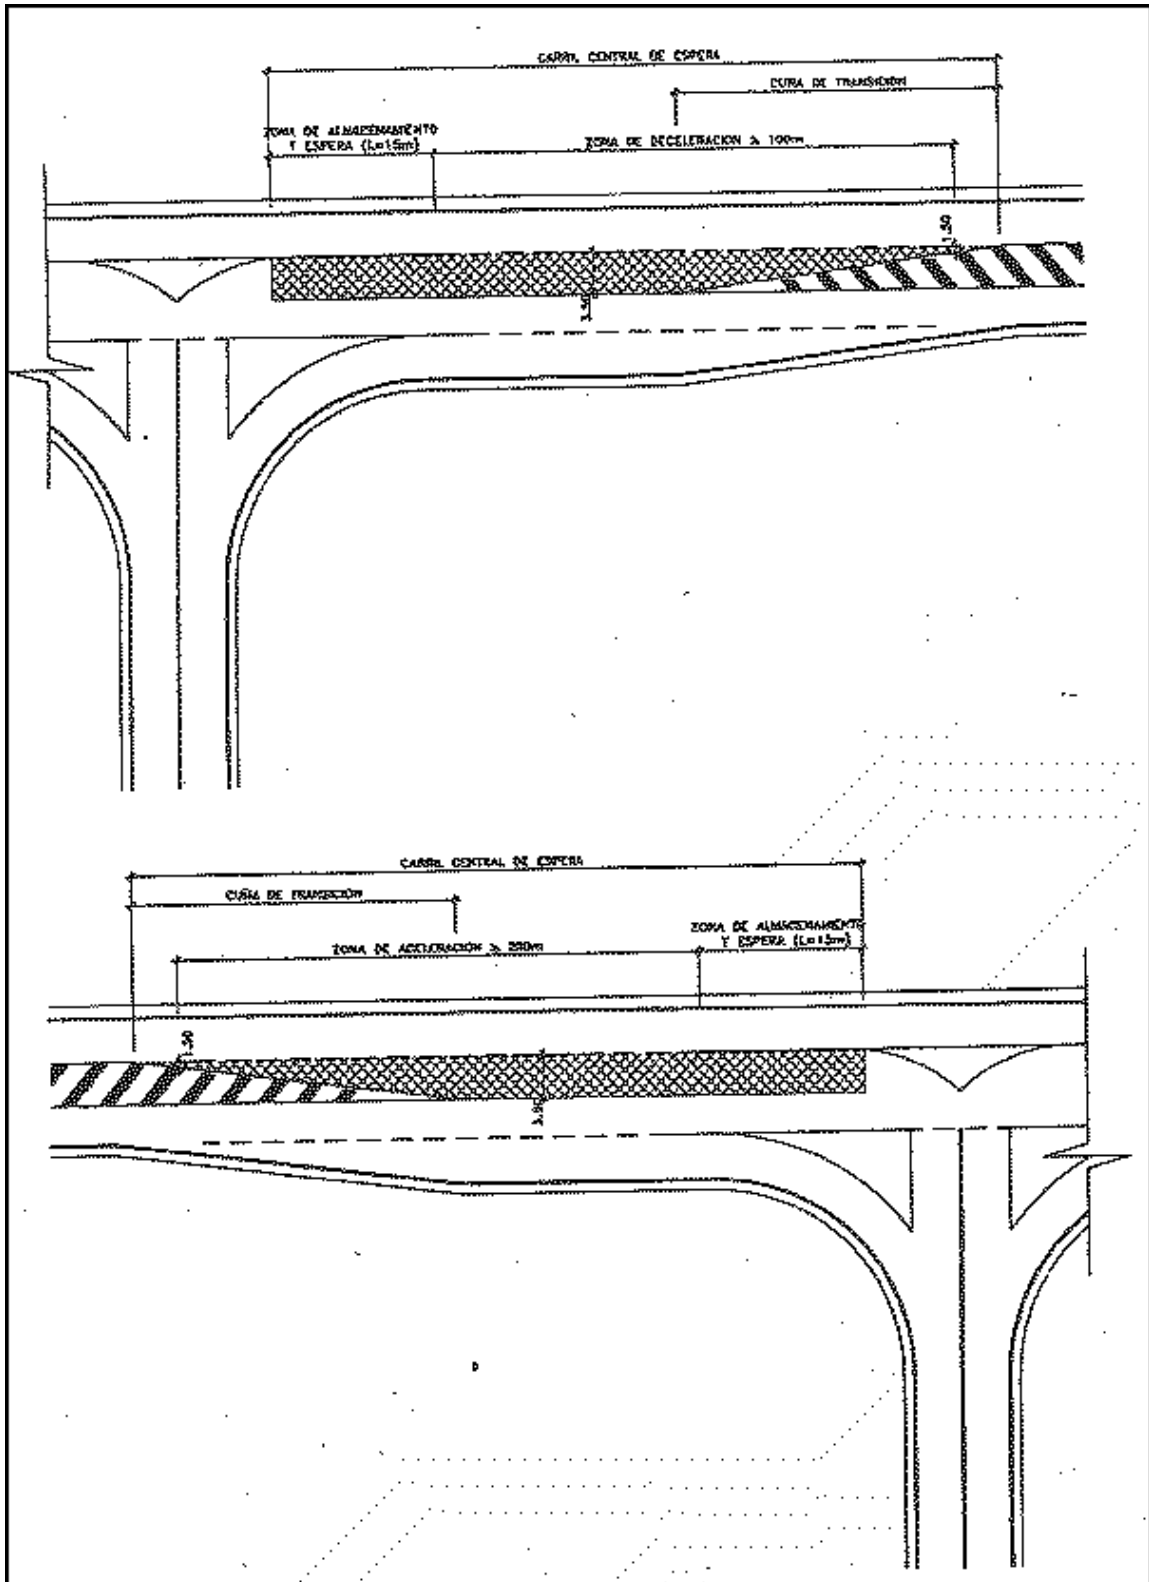 CARRIL CENTRAL DE ESPERA
CUÑA DE TRANSICIÓN
ZONA DE ALMACENAMIENTO
Y ESPERA (L=15m)
ZONA DE DECELERACION ≥ 100m
1.50
3.50
CARRIL CENTRAL DE ESPERA
CUÑA DE TRANSICIÓN
ZONA DE ALMACENAMIENTO
Y ESPERA (L=15m)
ZONA DE ACELERACIÓN ≥ 200m
1.50
3.50